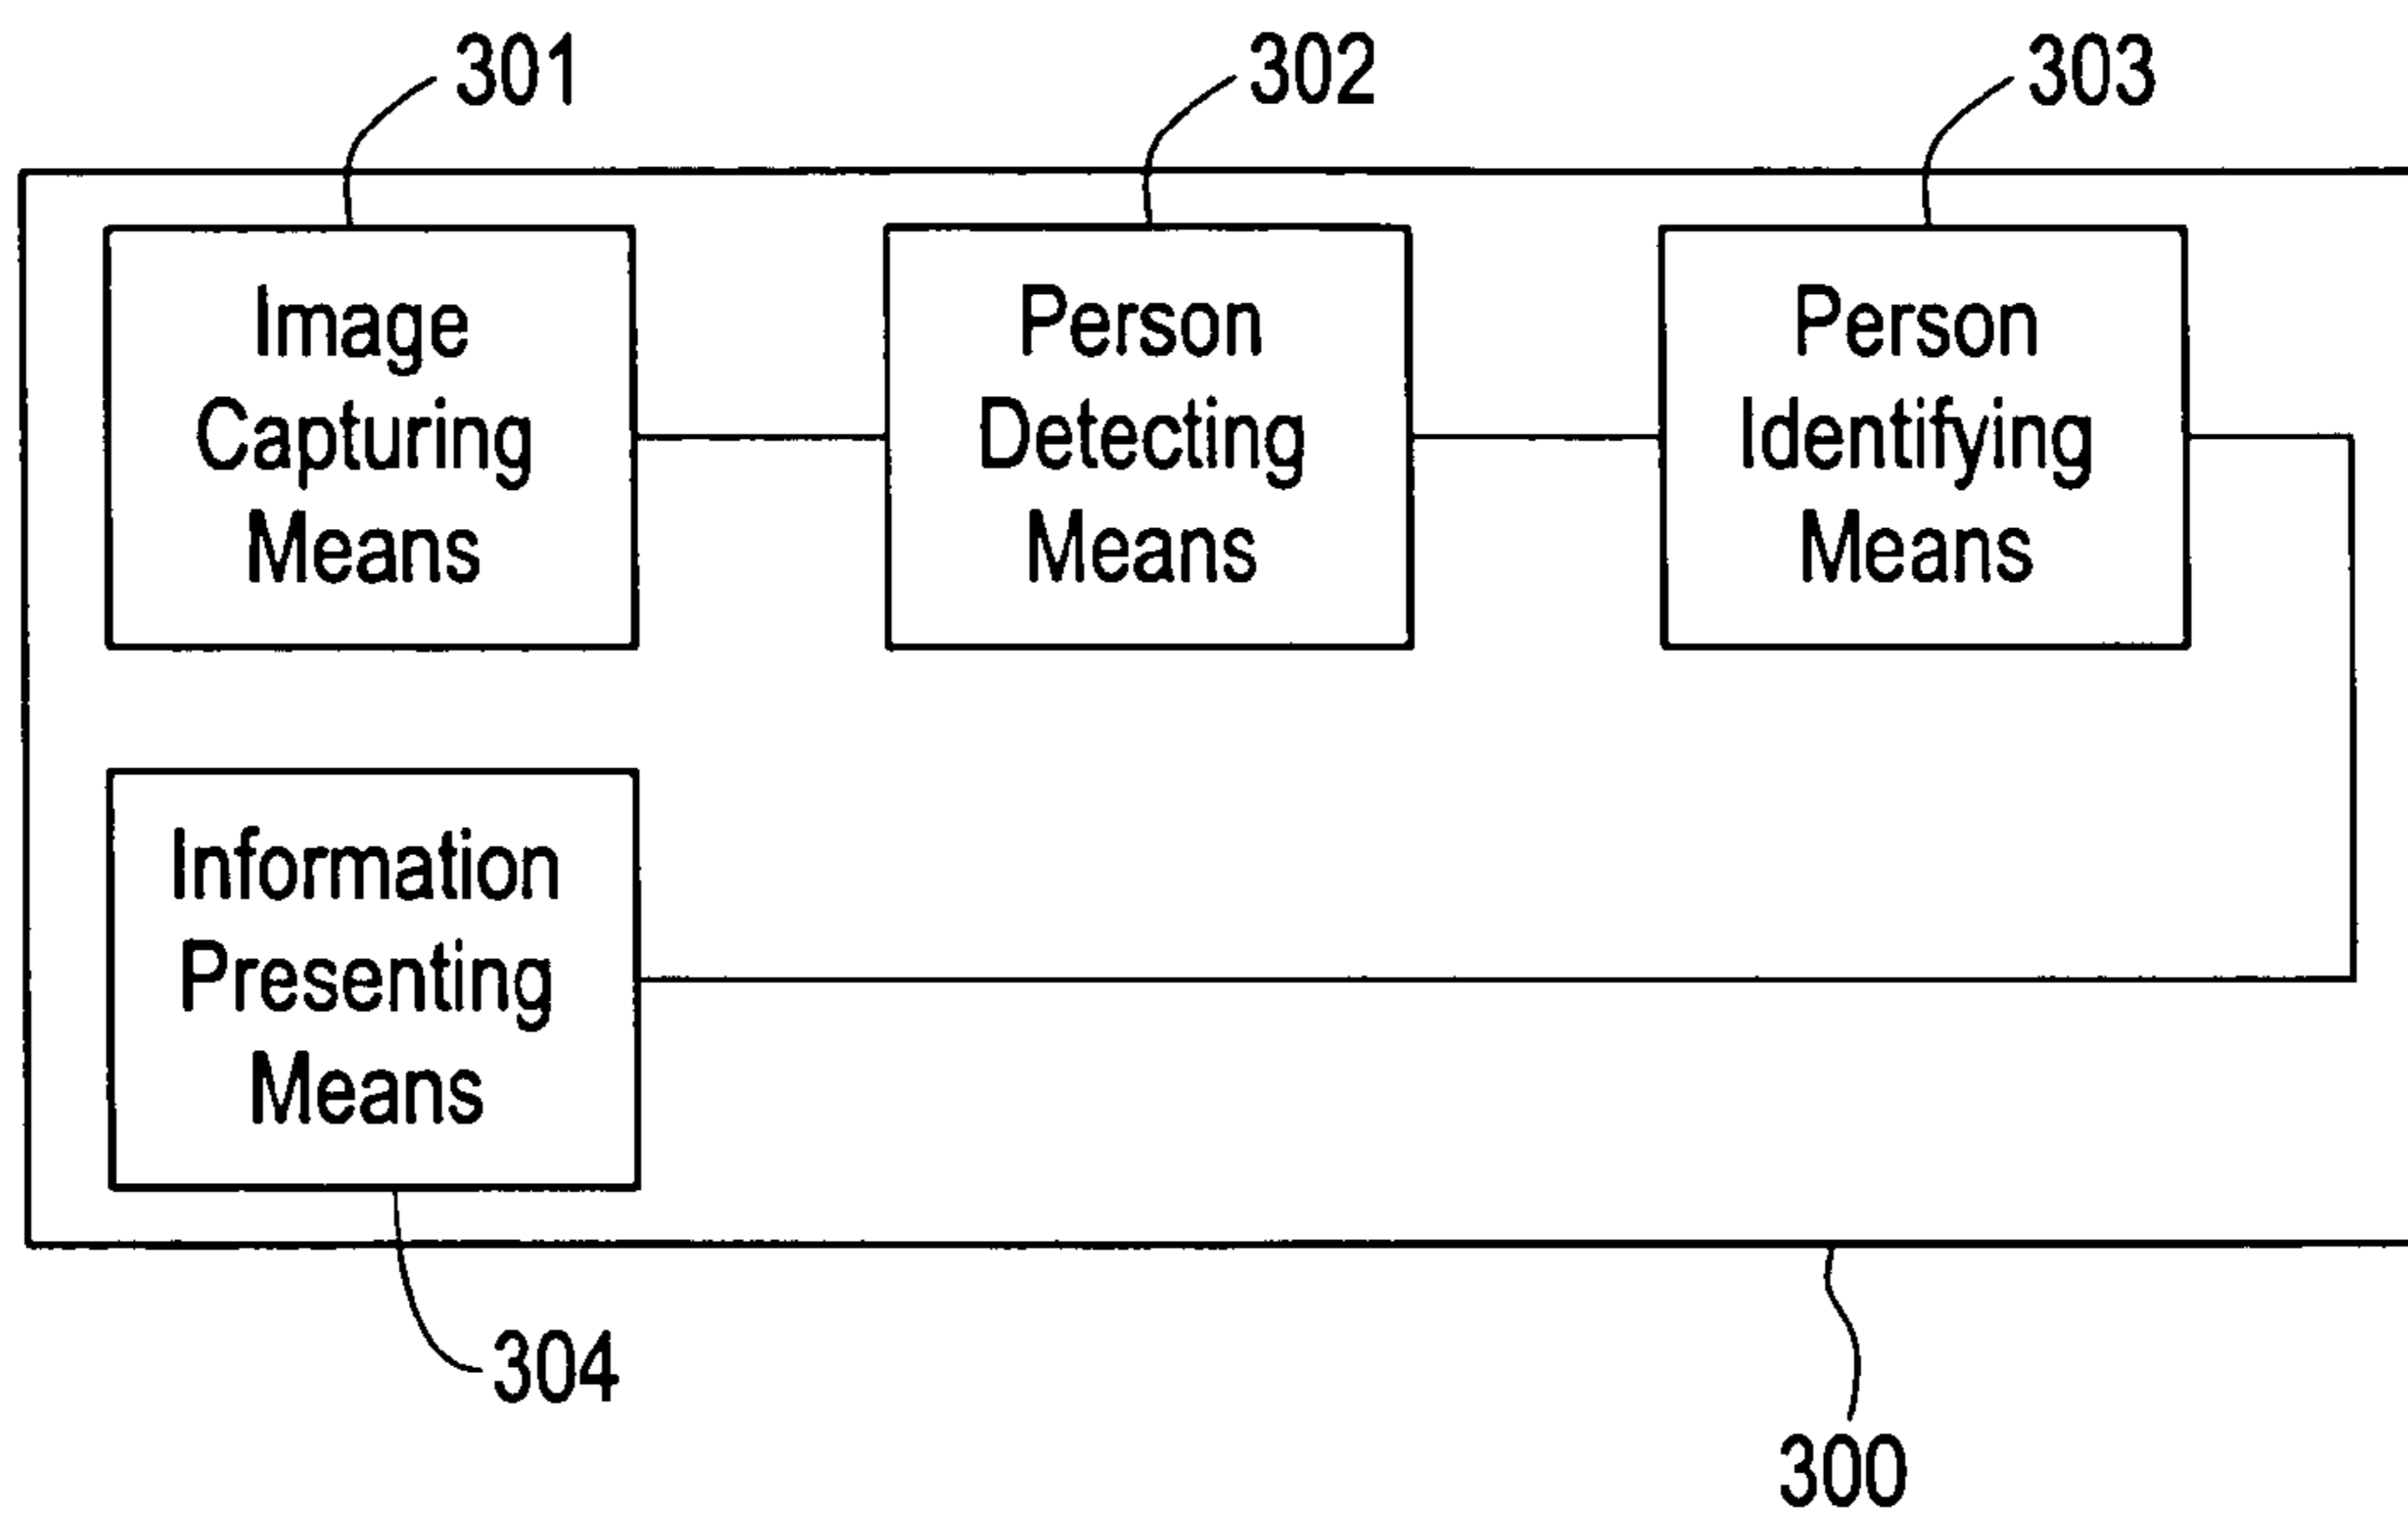 301
302
303
Image
Capturing
Means
Person
Detecting
Means
Person
Identifying
Means
Information
Presenting
Means
304
300